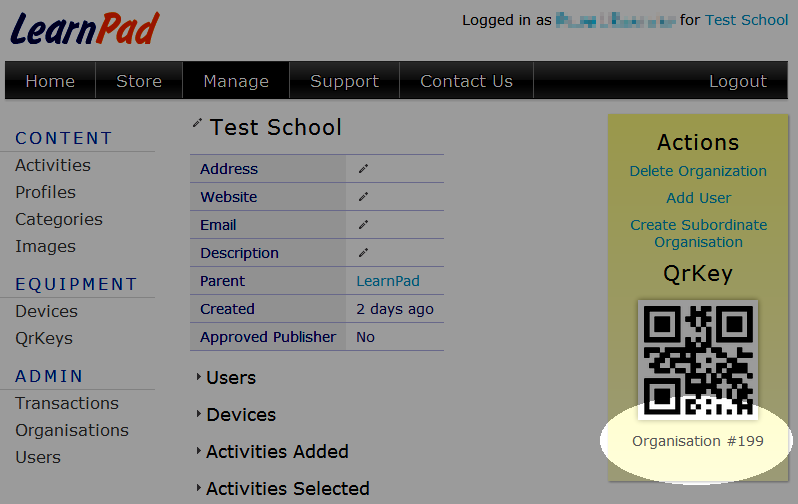 LearnPad
Logged in as for Test School
Home Store Manage Support Contact Us Logout
CONTENT
Activities
Profiles
Categories
Images
EQUIPMENT
Devices
QrKeys
ADMIN
Transactions
Organisations
Users
Test School
Address
Website
Email
Description
Parent LearnPad
Created 2 days ago
Approved Publisher No
Users
Devices
Activities Added
Activities Selected
Actions
Delete Organization
Add User
Create Subordinate
Organisation
QrKey
Organisation #199